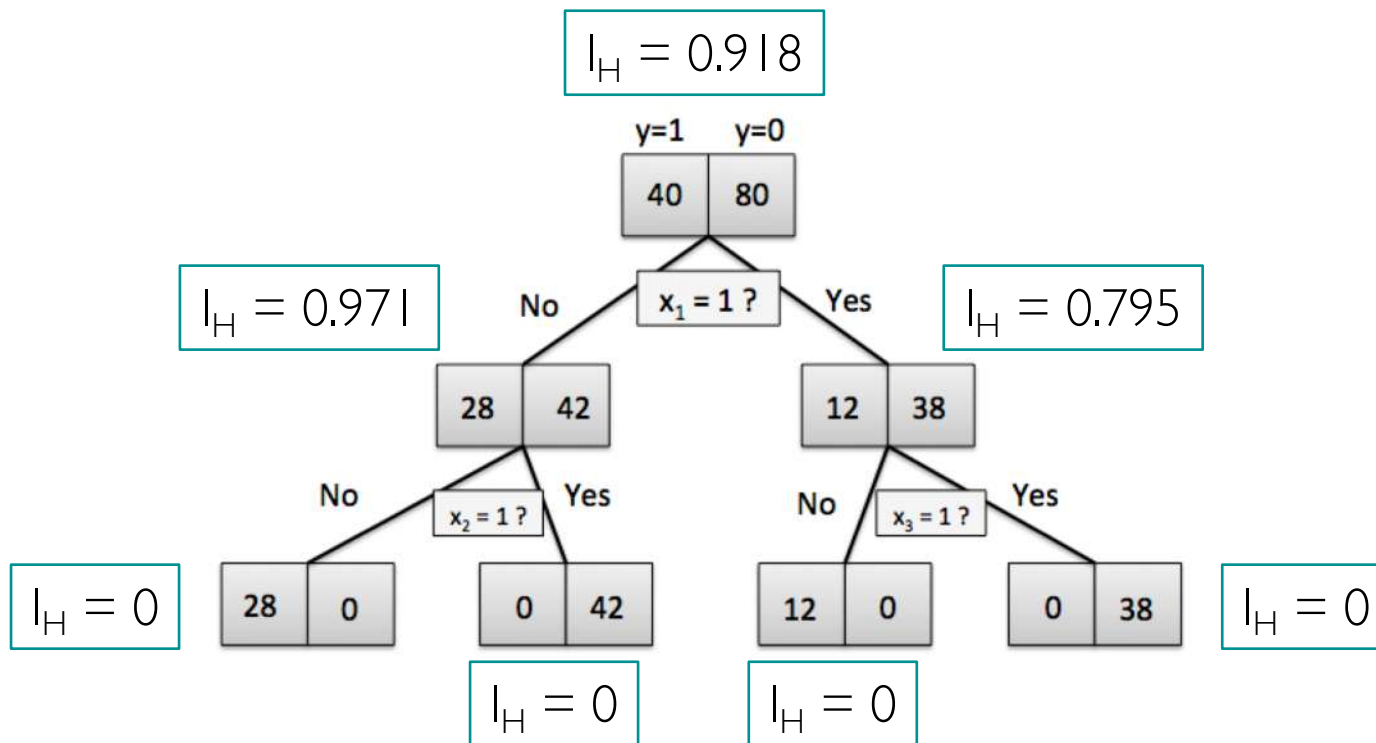 I_H = 0.918
y=1 y=0
40 80
x₁ = 1 ?
No Yes
I_H = 0.971
I_H = 0.795
28 42
12 38
No Yes
x₂ = 1 ?
No Yes
x₃ = 1 ?
28 0
0 42
12 0
0 38
I_H = 0
I_H = 0
I_H = 0
I_H = 0